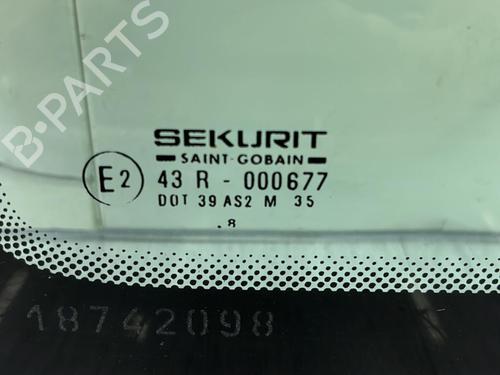 SEKURIT
SAINT-GOBAIN
E2 43 R - 000677
DOT 39 AS2 M 35
.8
18742098
B-PARTS